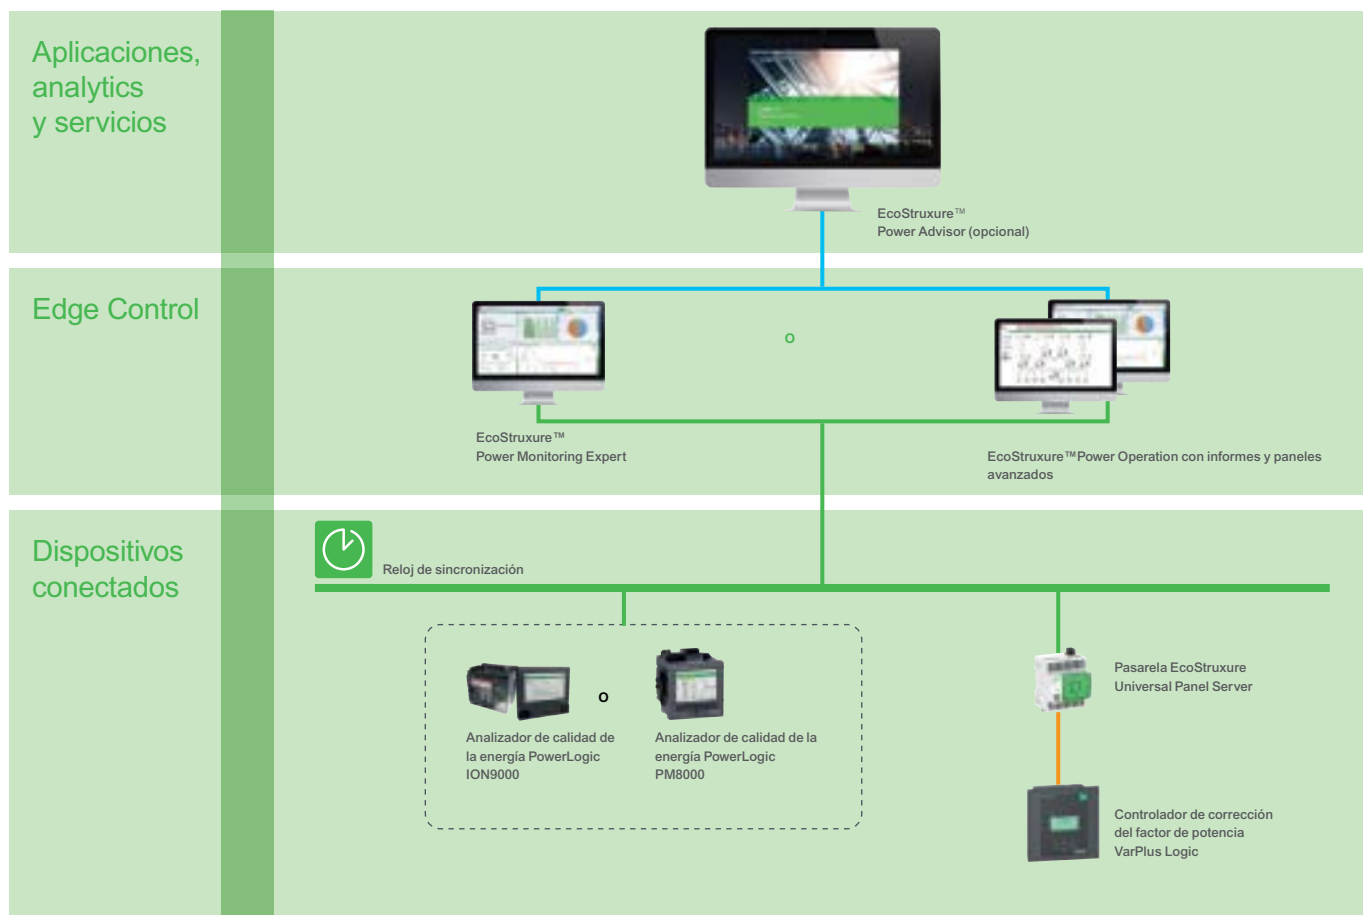 Aplicaciones,
analytics
y servicios
EcoStruxure™
Power Advisor (opcional)
Edge Control
O
EcoStruxure™
Power Monitoring Expert
EcoStruxure™Power Operation con informes y paneles
avanzados
Dispositivos
conectados
Reloj de sincronización
O
Analizador de calidad de
la energía PowerLogic
ION9000
Analizador de calidad de la
energía PowerLogic
PM8000
Pasarela EcoStruxure
Universal Panel Server
Controlador de corrección
del factor de potencia
VarPlus Logic